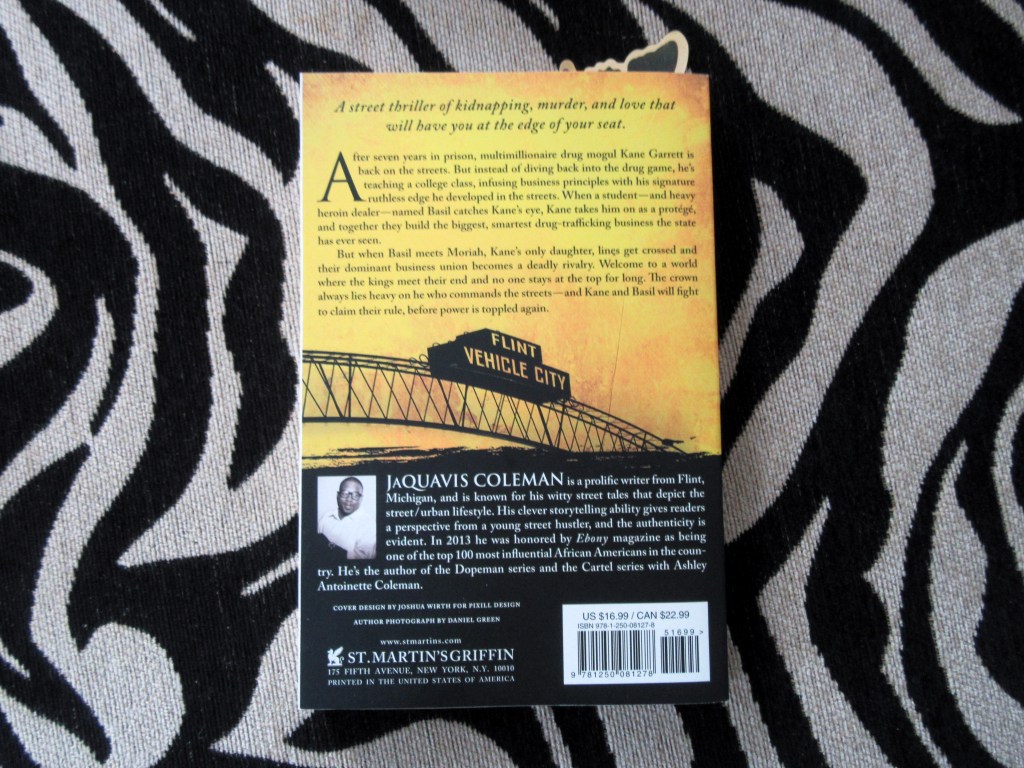 A street thriller of kidnapping, murder, and love that
will have you at the edge of your seat.
After seven years in prison, multimillionaire drug mogul Kane Garrett is
back on the streets. But instead of diving back into the drug game, he's
teaching a college class, infusing business principles with his signature
ruthless edge he developed in the streets. When a student—and heavy
heroin dealer—named Basil catches Kane's eye, Kane takes him on as a protégé,
and together they build the biggest, smartest drug-trafficking business the state
has ever seen.
But when Basil meets Moriah, Kane's only daughter, lines get crossed and
their dominant business union becomes a deadly rivalry. Welcome to a world
where the kings meet their end and no one stays at the top for long. The crown
always lies heavy on he who commands the streets—and Kane and Basil will fight
to claim their rule, before power is toppled again.
FLINT
VEHICLE CITY
JAQUAVIS COLEMAN is a prolific writer from Flint,
Michigan, and is known for his witty street tales that depict the
street/urban lifestyle. His clever storytelling ability gives readers
a perspective from a young street hustler, and the authenticity is
evident. In 2013 he was honored by Ebony magazine as being
one of the top 100 most influential African Americans in the coun-
try. He's the author of the Dopeman series and the Cartel series with Ashley
Antoinette Coleman.
COVER DESIGN BY JOSHUA WIRTH FOR PIXILL DESIGN
AUTHOR PHOTOGRAPH BY DANIEL GREEN
www.stmartins.com
ST. MARTIN'S GRIFFIN
175 FIFTH AVENUE, NEW YORK, N.Y. 10010
PRINTED IN THE UNITED STATES OF AMERICA
US $16.99 / CAN $22.99
ISBN 978-1-250-08127-8
51699>
9 781250 081278